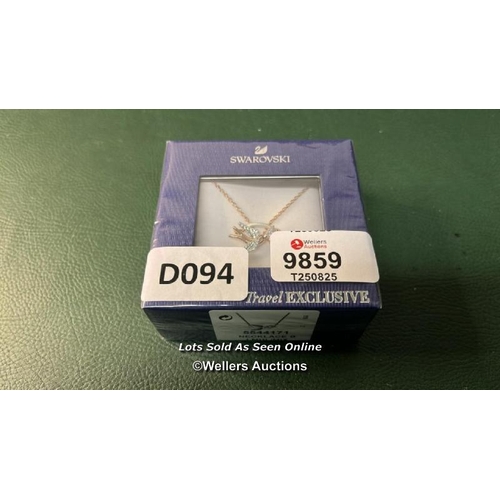 SWAROVSKI
Wellers
Auctions
9859
T250825
D094
Travel EXCLUSIVE
Lots Sold As Seen Online
©Wellers Auctions